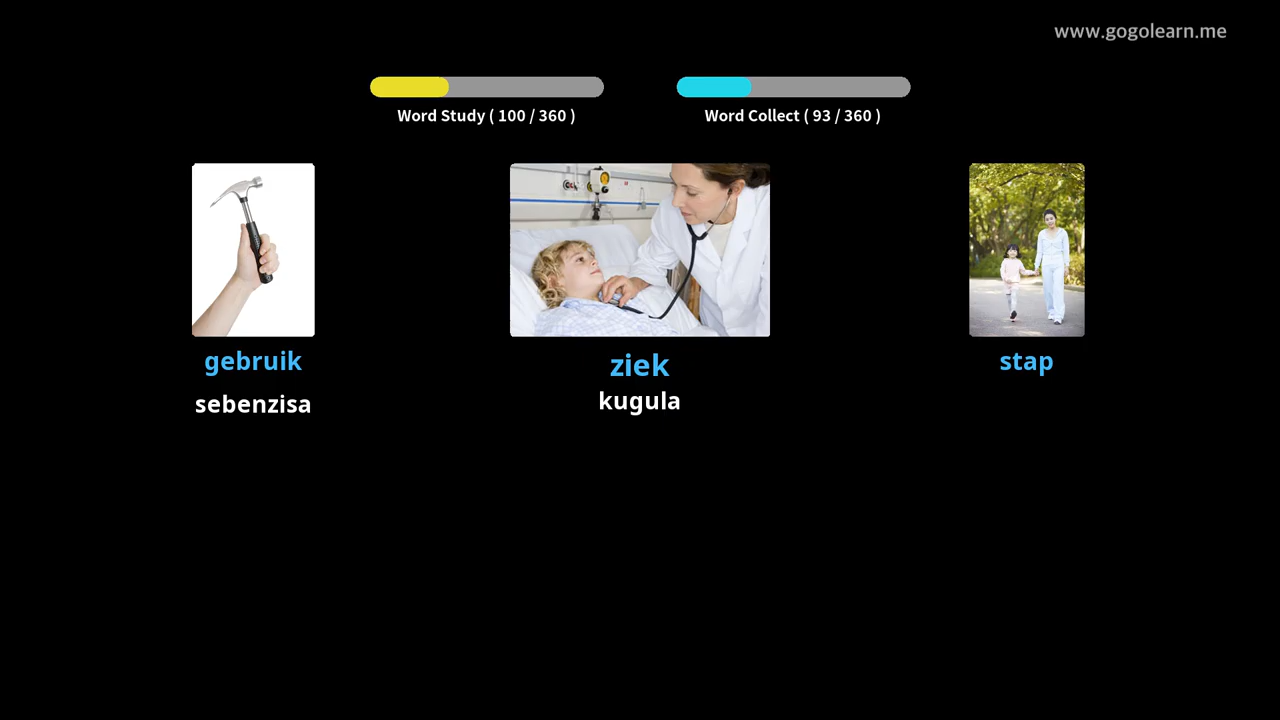 www.gogolearn.me
Word Study ( 100 / 360 )
Word Collect ( 93 / 360 )
gebruik
sebenzisa
ziek
kugula
stap